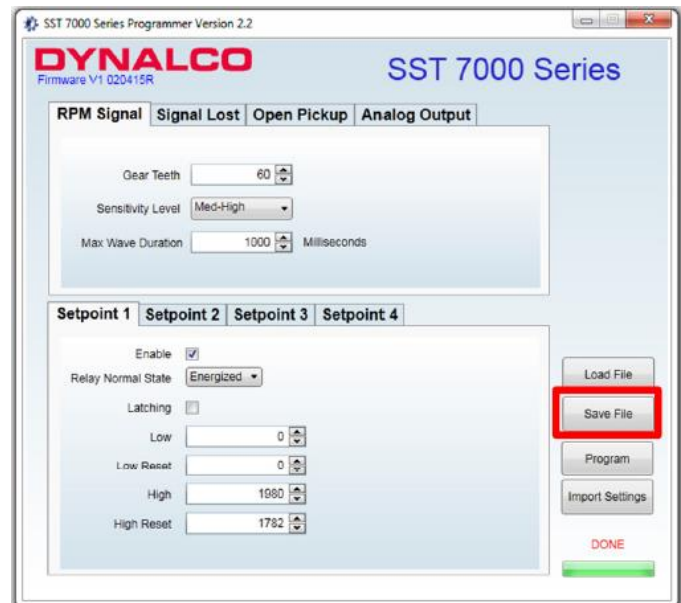 SST 7000 Series Programmer Version 2.2
DYNALCO
Firmware V1 020415R
SST 7000 Series
RPM Signal Signal Lost Open Pickup Analog Output
Gear Teeth 60
Sensitivity Level Med-High
Max Wave Duration 1000 Milliseconds
Setpoint 1 Setpoint 2 Setpoint 3 Setpoint 4
Enable
Relay Normal State Energized
Latching
Low 0
Low Reset 0
High 1980
High Reset 1782
Load File
Save File
Program
Import Settings
DONE